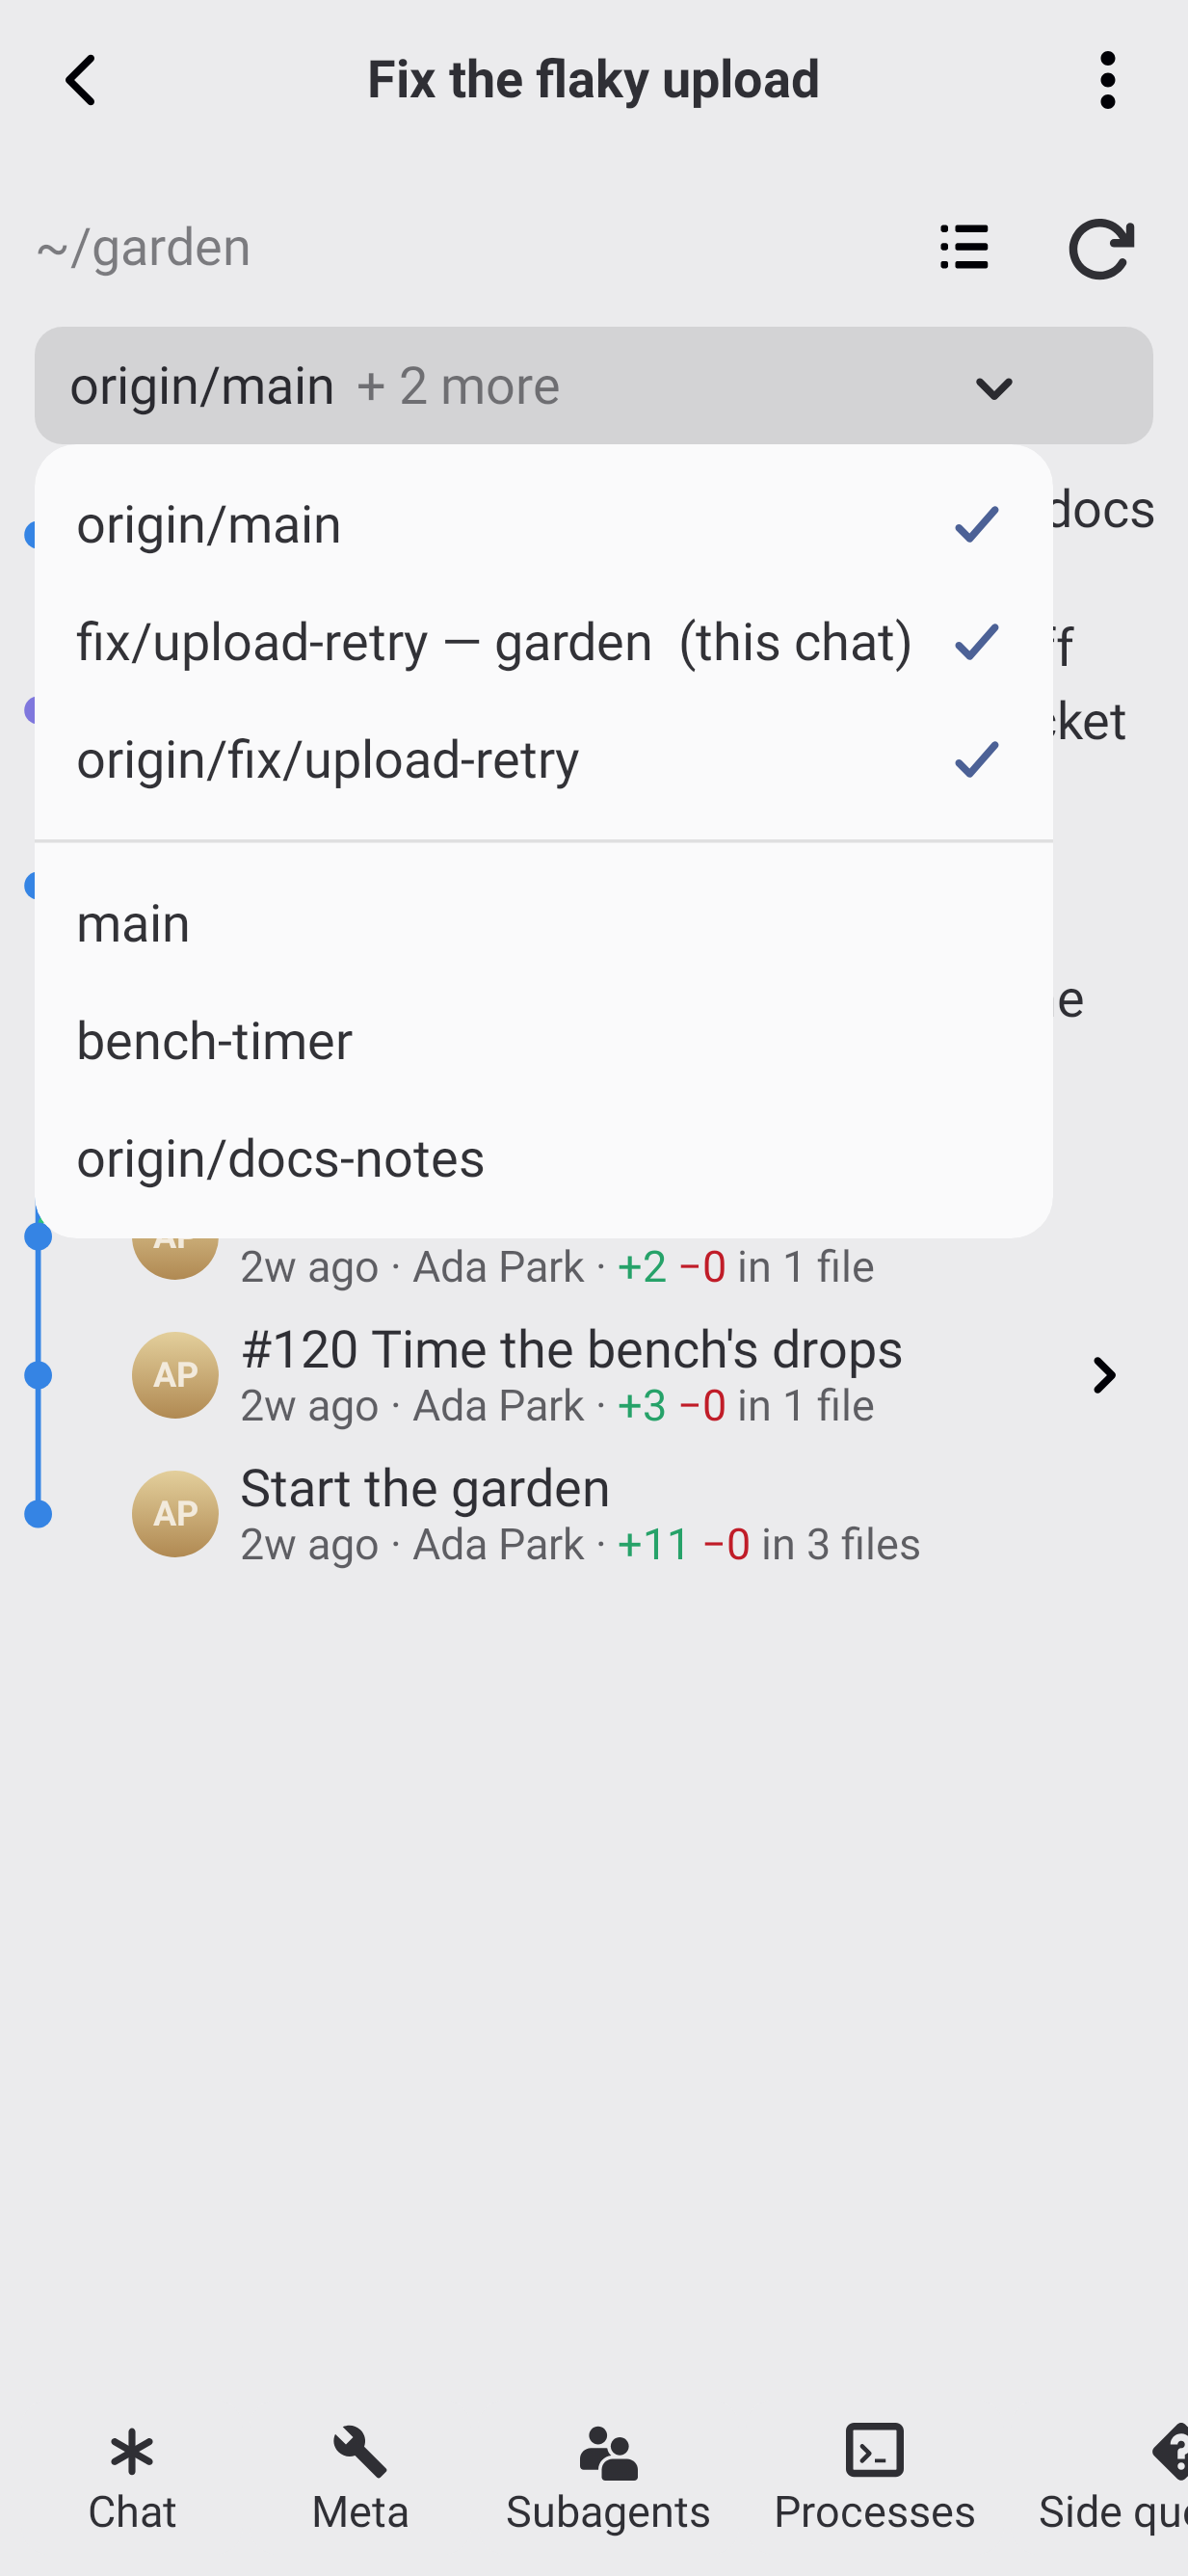 Fix the flaky upload
~/garden
origin/main + 2 more
origin/main
docs
fix/upload-retry — garden (this chat)
origin/fix/upload-retry
main
bench-timer
origin/docs-notes
2w ago · Ada Park · +2 −0 in 1 file
#120 Time the bench's drops
AP
2w ago · Ada Park · +3 −0 in 1 file
Start the garden
AP
2w ago · Ada Park · +11 −0 in 3 files
Chat
Meta
Subagents
Processes
Side